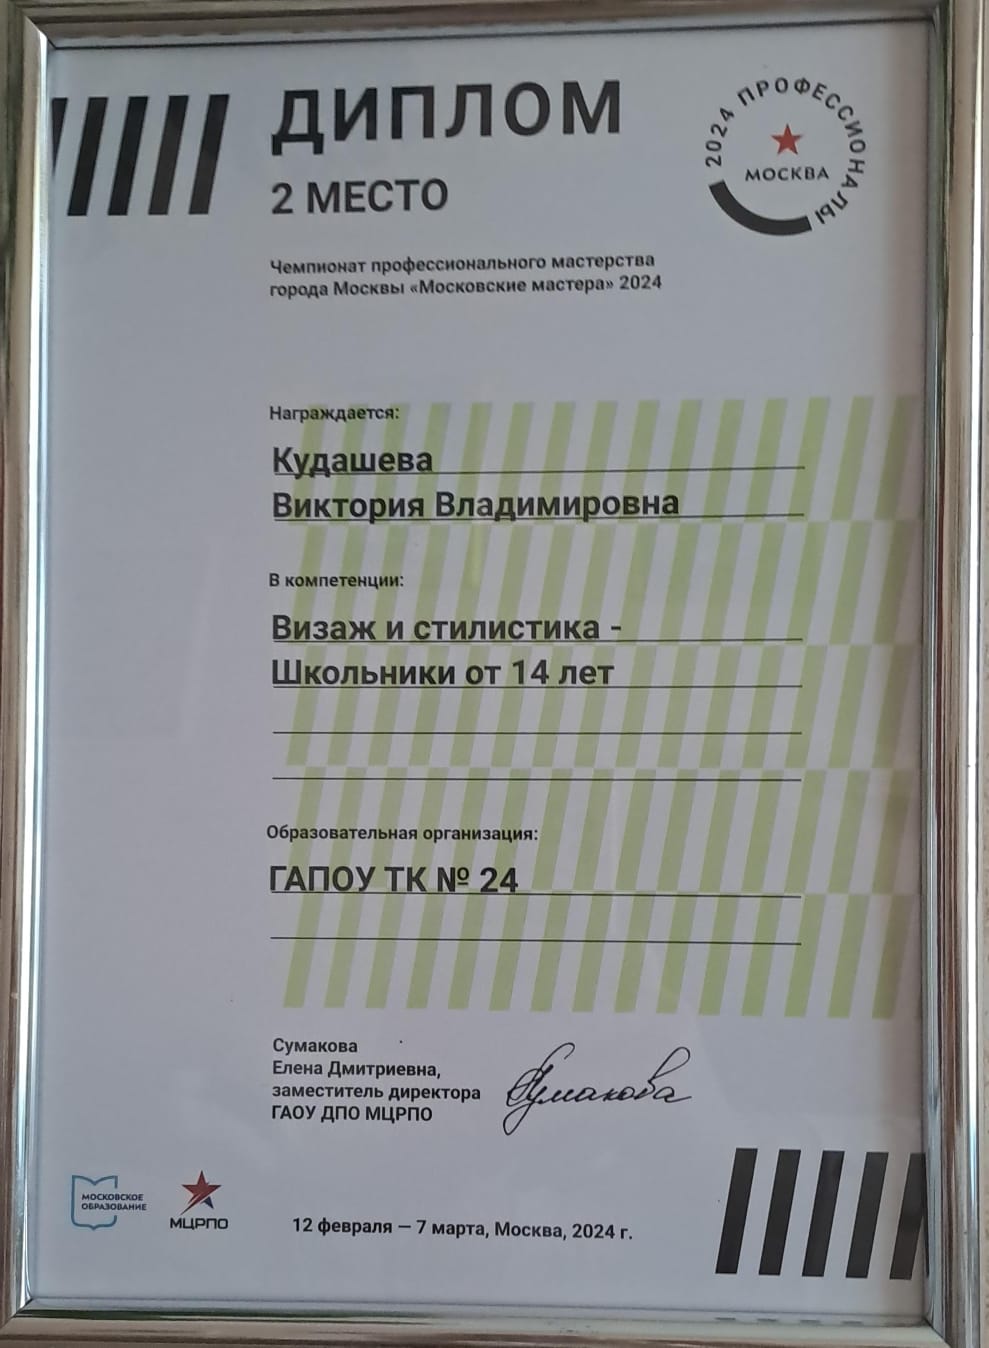 ДИПЛОМ
2 МЕСТО
2024 ПРОФЕССИОНАЛЫ
МОСКВА
Чемпионат профессионального мастерства
города Москвы «Московские мастера» 2024
Награждается:
Кудашева
Виктория Владимировна
В компетенции:
Визаж и стилистика -
Школьники от 14 лет
Образовательная организация:
ГАПОУ ТК № 24
Сумакова
Елена Дмитриевна,
заместитель директора
ГАОУ ДПО МЦРПО
Сумакова
МОСКОВСКОЕ
ОБРАЗОВАНИЕ
МЦРПО
12 февраля — 7 марта, Москва, 2024 г.